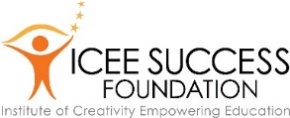 ICEE SUCCESS
FOUNDATION
Institute of Creativity Empowering Education